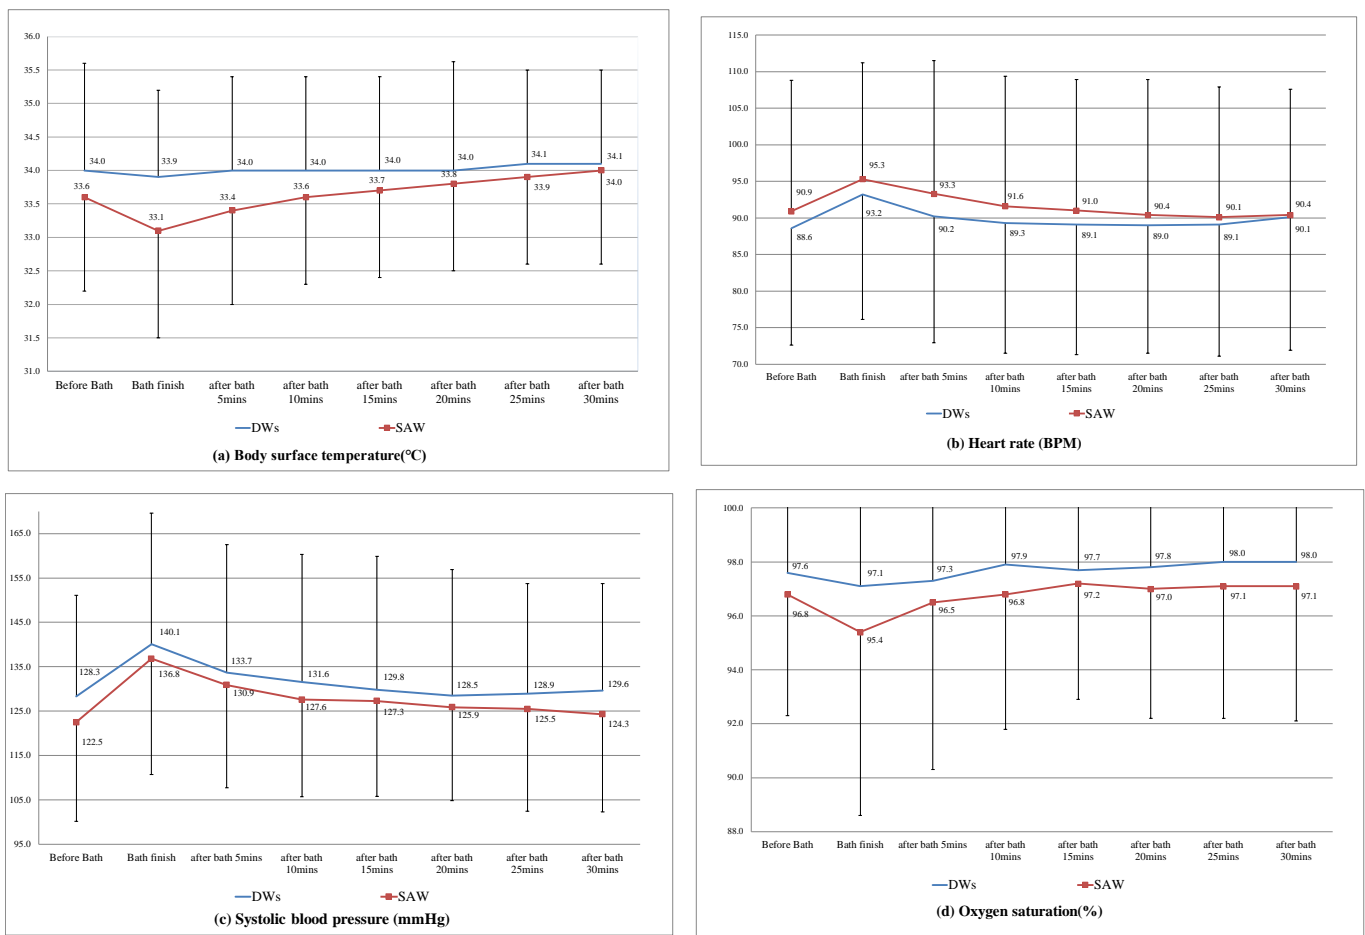 36.0
35.5
35.0
34.5
34.0
33.5
33.0
32.5
32.0
31.5
31.0
34.0 33.9 34.0 34.0 34.0 34.0 34.1 34.1
33.6 33.1 33.4 33.6 33.7 33.8 33.9 34.0
Before Bath Bath finish after bath after bath after bath after bath after bath after bath
5mins 10mins 15mins 20mins 25mins 30mins
DWs SAW
(a) Body surface temperature(°C)
115.0
110.0
105.0
100.0
95.0
90.0
85.0
80.0
75.0
70.0
90.9 95.3 93.3 91.6 91.0 90.4 90.1 90.4
88.6 93.2 90.2 89.3 89.1 89.0 89.1 90.1
Before Bath Bath finish after bath 5mins after bath after bath after bath after bath after bath
10mins 15mins 20mins 25mins 30mins
DWs SAW
(b) Heart rate (BPM)
165.0
155.0
145.0
135.0
125.0
115.0
105.0
95.0
128.3 140.1 133.7 131.6 129.8 128.5 128.9 129.6
122.5 136.8 130.9 127.6 127.3 125.9 125.5 124.3
Before Bath Bath finish after bath 5mins after bath after bath after bath after bath after bath
10mins 15mins 20mins 25mins 30mins
DWs SAW
(c) Systolic blood pressure (mmHg)
100.0
98.0
96.0
94.0
92.0
90.0
88.0
97.6 97.1 97.3 97.9 97.7 97.8 98.0 98.0
96.8 95.4 96.5 96.8 97.2 97.0 97.1 97.1
Before Bath Bath finish after bath 5mins after bath after bath after bath after bath after bath
10mins 15mins 20mins 25mins 30mins
DWs SAW
(d) Oxygen saturation(%)